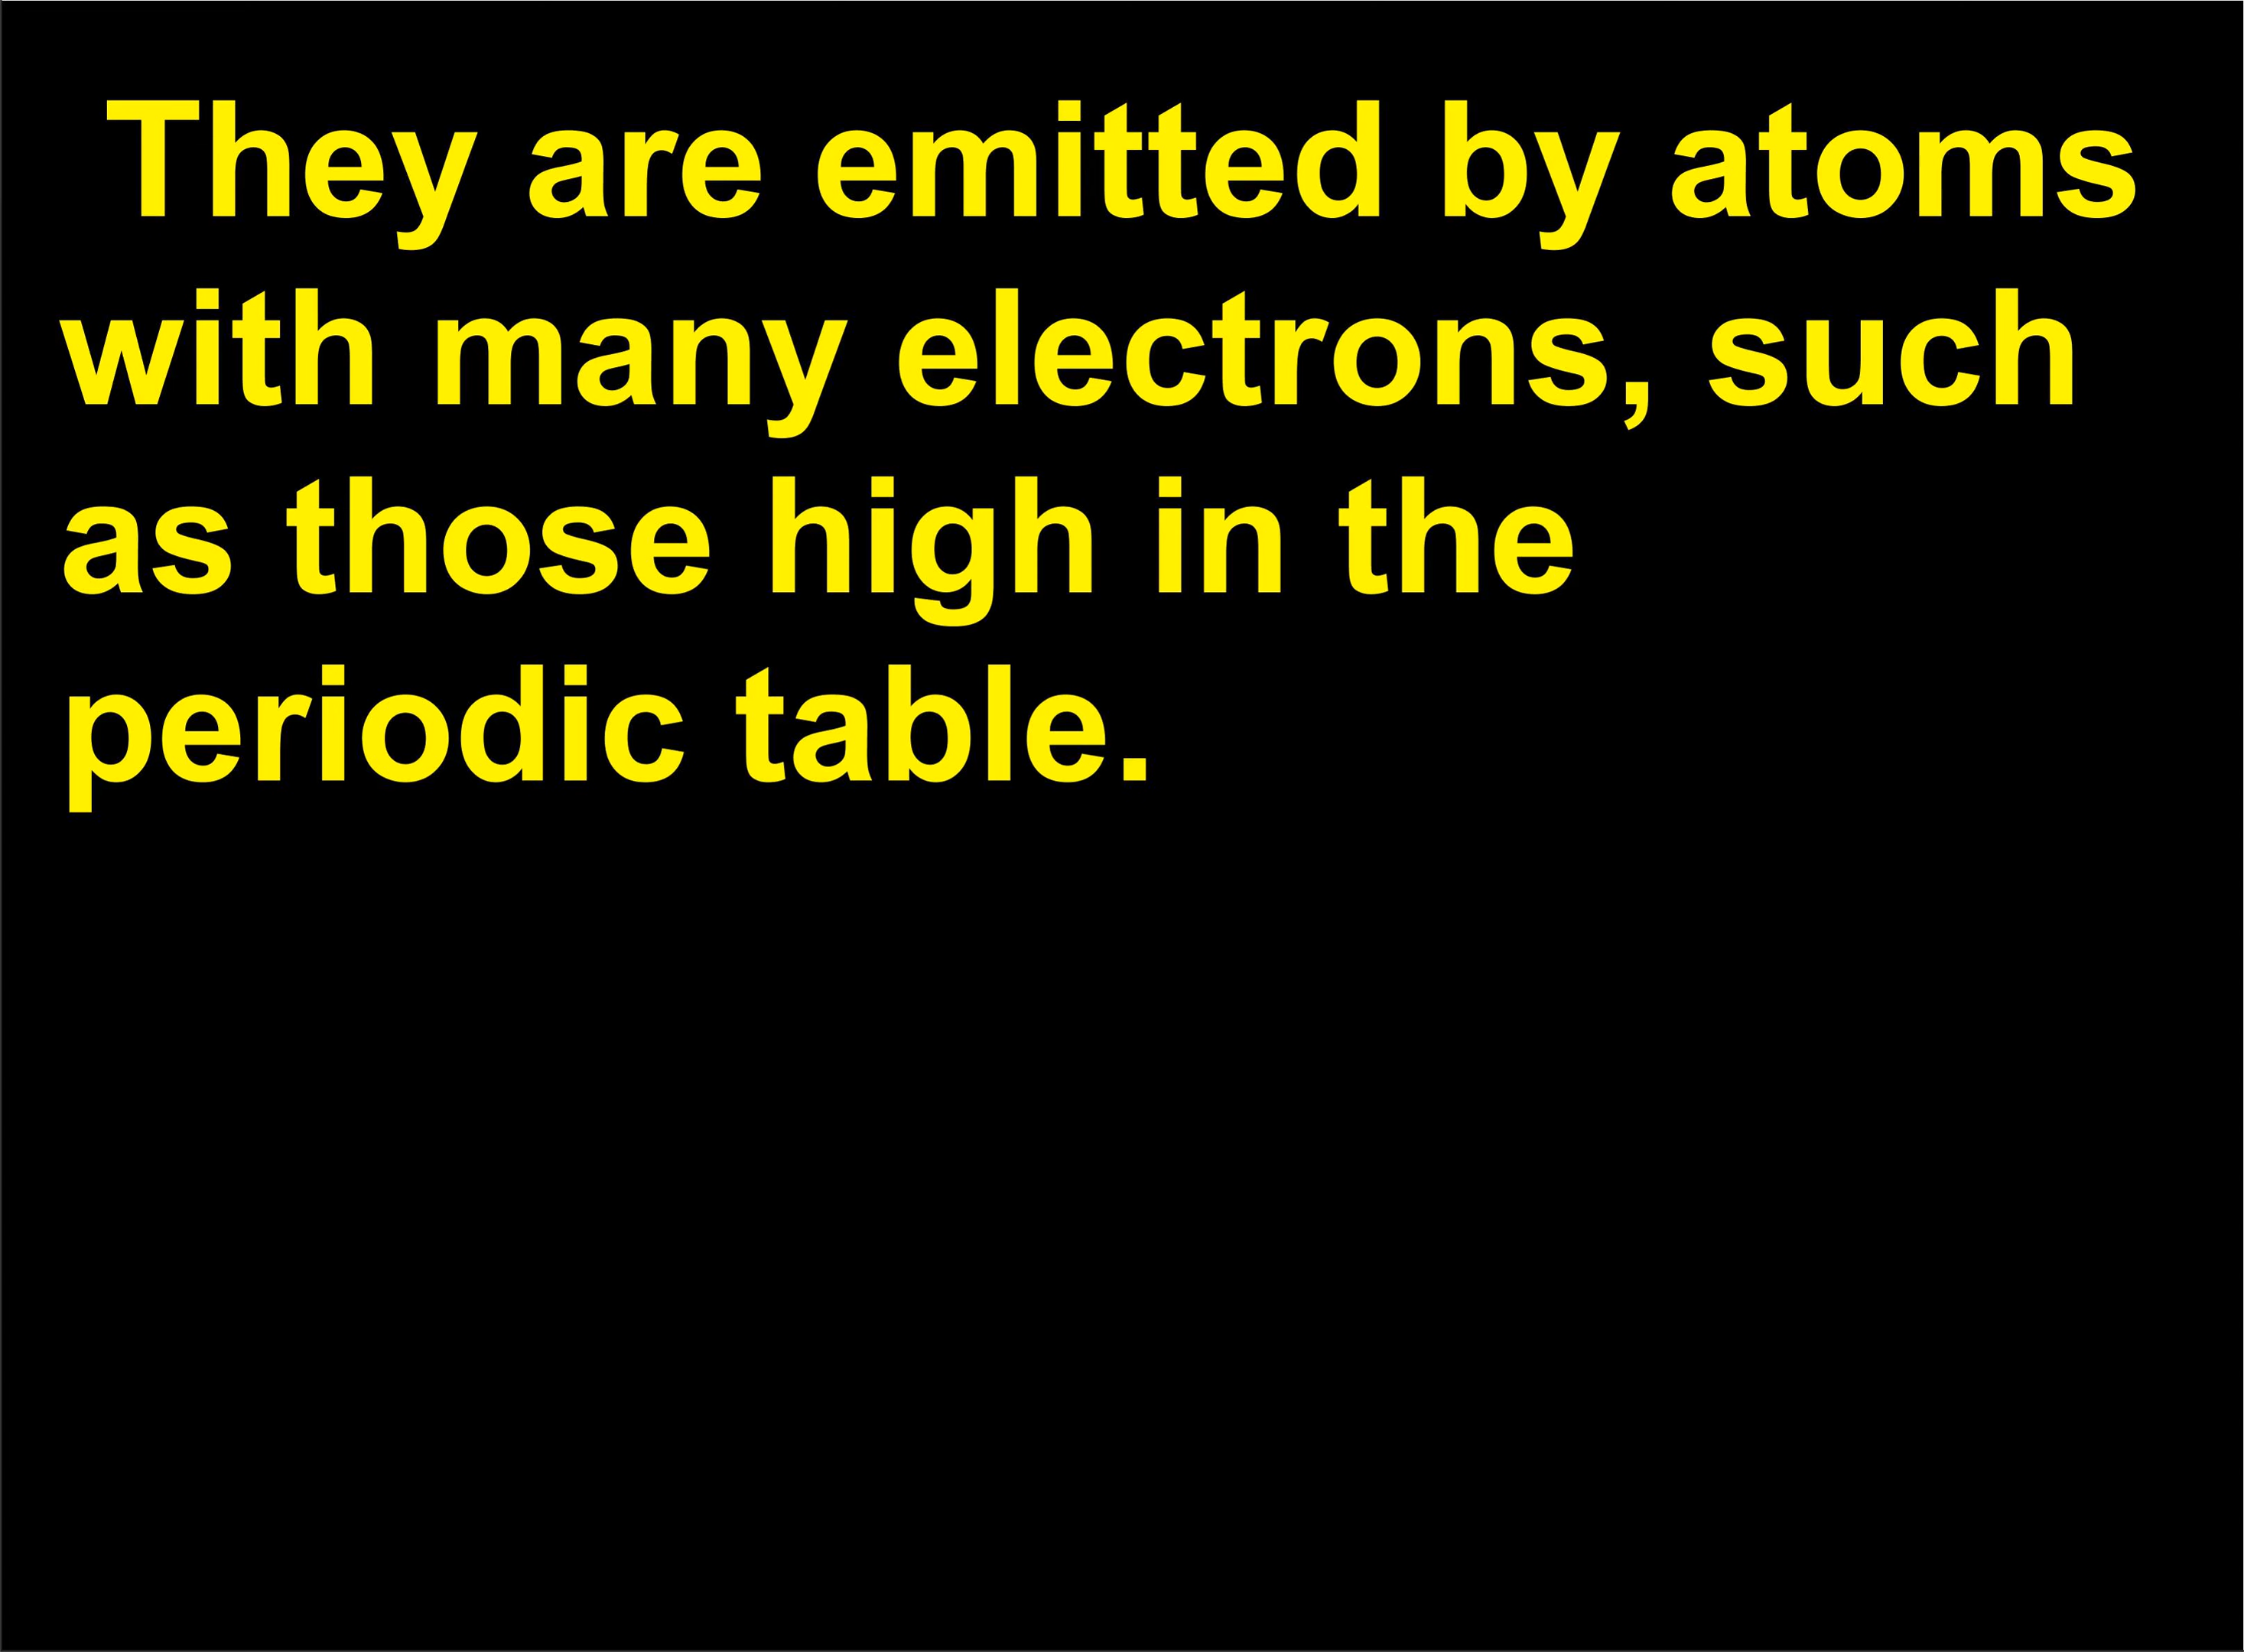 They are emitted by atoms
with many electrons, such
as those high in the
periodic table.